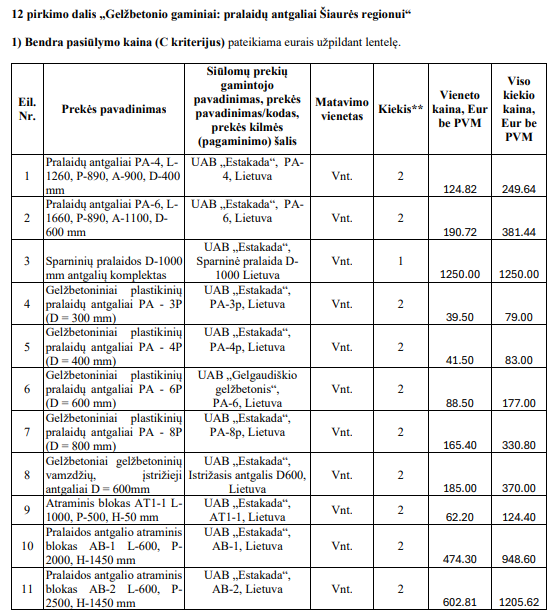 12 pirkimo dalis „Gelžbetonio gaminiai: pralaidų antgaliai Šiaurės regionui“
1) Bendra pasiūlymo kaina (C kriterijus) pateikiama eurais užpildant lentelę.
Eil. Nr. | Prekės pavadinimas | Siūlomų prekių gamintojo pavadinimas, prekės pavadinimas/kodas, prekės kilmės (pagaminimo) šalis | Matavimo vienetas | Kiekis** | Vieneto kaina, Eur be PVM | Viso kiekio kaina, Eur be PVM
1 | Pralaidų antgaliai PA-4, L-1260, P-890, A-900, D-400 mm | UAB „Estakada“, PA-4, Lietuva | Vnt. | 2 | 124.82 | 249.64
2 | Pralaidų antgaliai PA-6, L-1660, P-890, A-1100, D-600 mm | UAB „Estakada“, PA-6, Lietuva | Vnt. | 2 | 190.72 | 381.44
3 | Sparninių pralaidos D-1000 mm antgalių komplektas | UAB „Estakada“, Sparninė pralaida D-1000 Lietuva | Vnt. | 1 | 1250.00 | 1250.00
4 | Gelžbetoniniai plastikinių pralaidų antgaliai PA - 3P (D = 300 mm) | UAB „Estakada“, PA-3p, Lietuva | Vnt. | 2 | 39.50 | 79.00
5 | Gelžbetoniniai plastikinių pralaidų antgaliai PA - 4P (D = 400 mm) | UAB „Estakada“, PA-4p, Lietuva | Vnt. | 2 | 41.50 | 83.00
6 | Gelžbetoniniai plastikinių pralaidų antgaliai PA - 6P (D = 600 mm) | UAB „Gelgaudiškio gelžbetonis“, PA-6, Lietuva | Vnt. | 2 | 88.50 | 177.00
7 | Gelžbetoniniai plastikinių pralaidų antgaliai PA - 8P (D = 800 mm) | UAB „Estakada“, PA-8p, Lietuva | Vnt. | 2 | 165.40 | 330.80
8 | Gelžbetoniai gelžbetoninių vamzdžių, įstrižieji antgaliai D = 600mm | UAB „Estakada“, Istrižasis antgalis D600, Lietuva | Vnt. | 2 | 185.00 | 370.00
9 | Atraminis blokas AT1-1 L-1000, P-500, H-50 mm | UAB „Estakada“, AT1-1, Lietuva | Vnt. | 2 | 62.20 | 124.40
10 | Pralaidos antgalio atraminis blokas AB-1 L-600, P-2000, H-1450 mm | UAB „Estakada“, AB-1, Lietuva | Vnt. | 2 | 474.30 | 948.60
11 | Pralaidos antgalio atraminis blokas AB-2 L-600, P-2500, H-1450 mm | UAB „Estakada“, AB-2, Lietuva | Vnt. | 2 | 602.81 | 1205.62